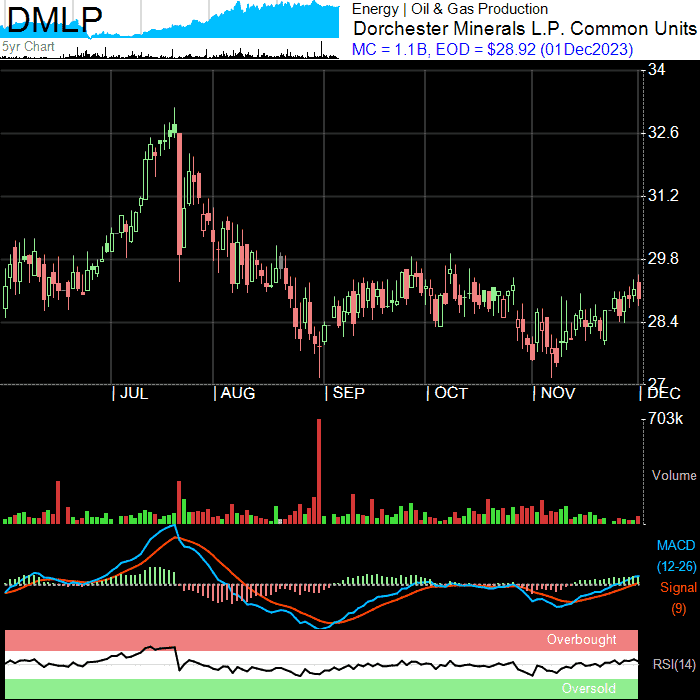 DMLP
5yr Chart
Energy | Oil & Gas Production
Dorchester Minerals L.P. Common Units
MC = 1.1B, EOD = $28.92 (01Dec2023)
34
32.6
31.2
29.8
28.4
27
JUL AUG SEP OCT NOV DEC
703k
Volume
MACD
(12-26)
Signal
(9)
Overbought
RSI(14)
Oversold